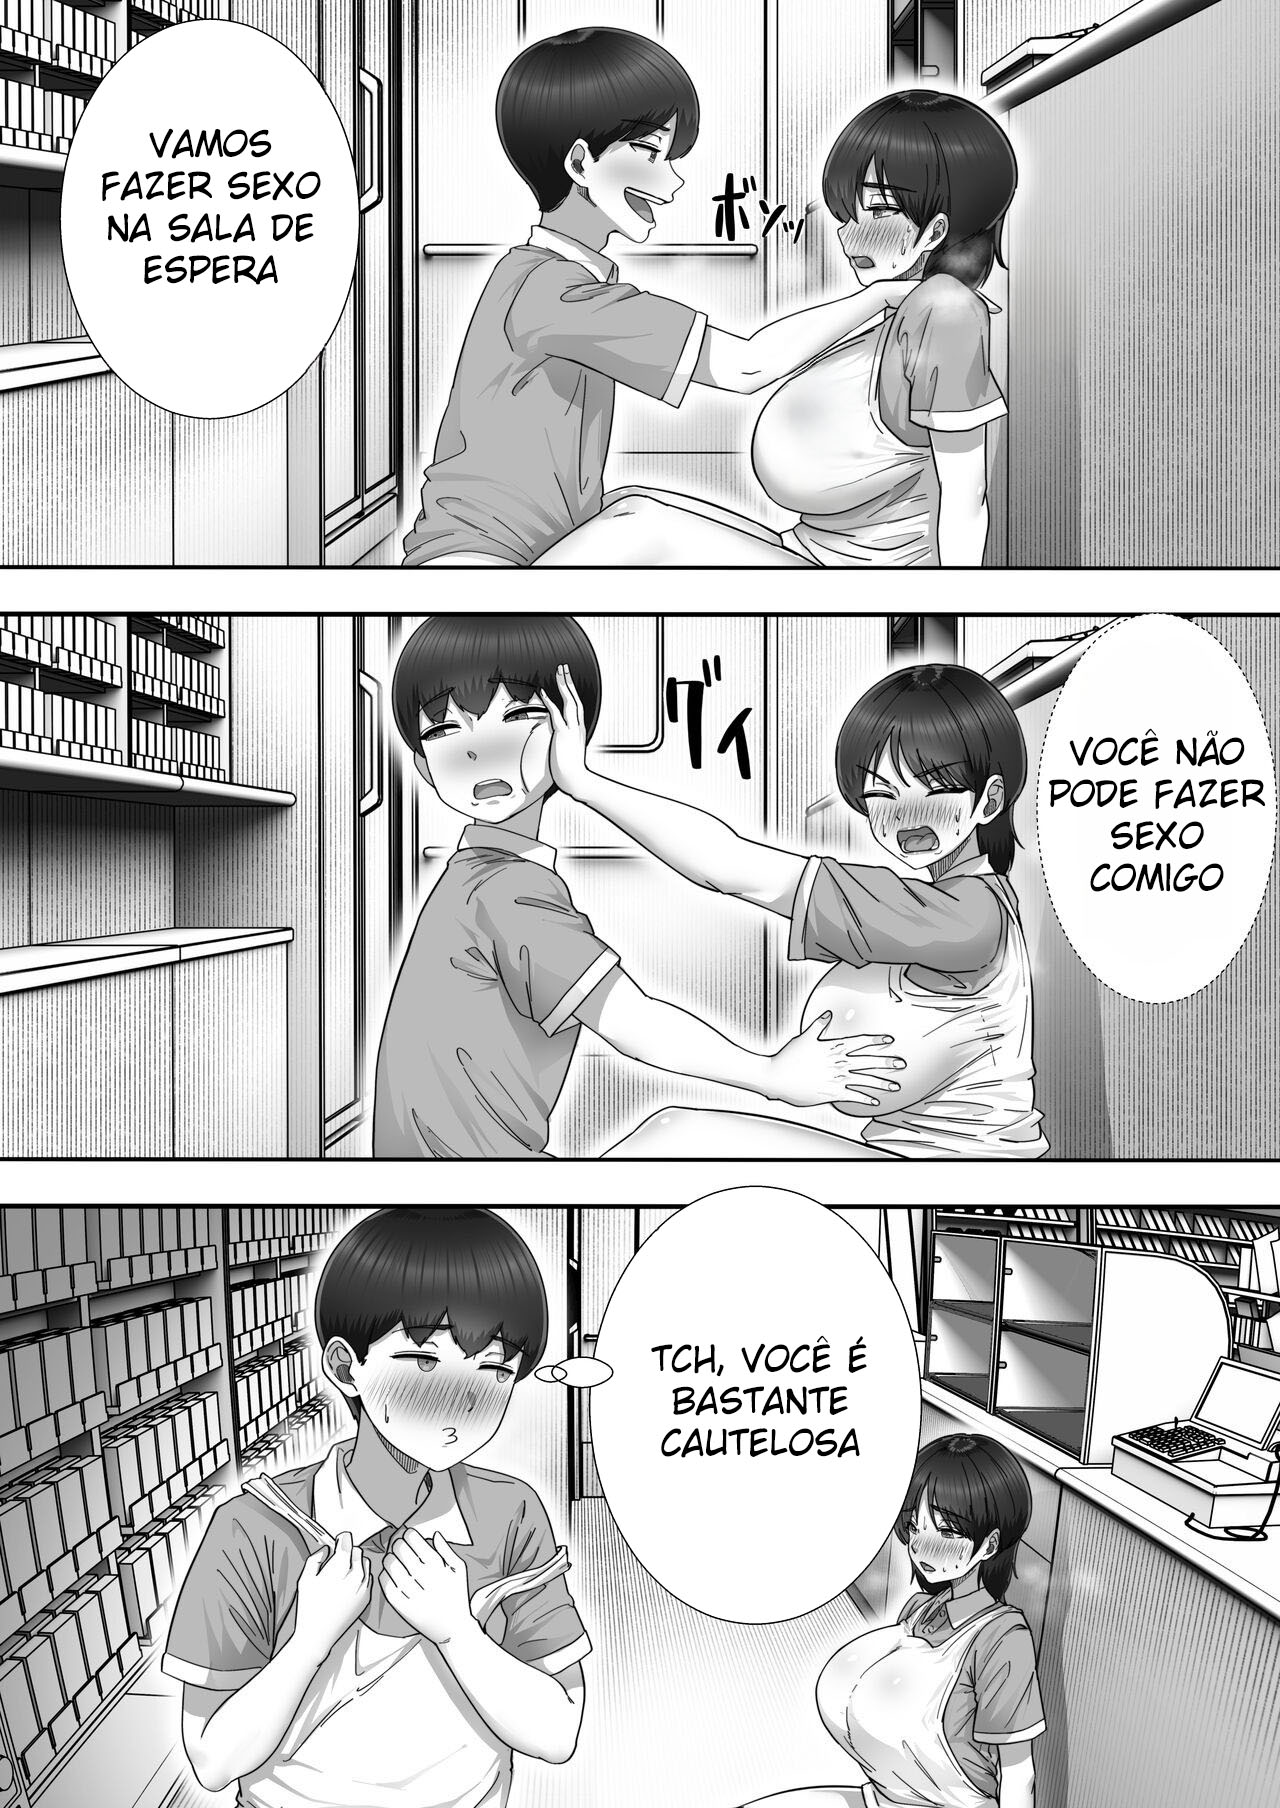 VAMOS
FAZER SEXO
NA SALA DE
ESPERA
ボンッ
VOCÊ NÃO
PODE FAZER
SEXO
COMIGO
グイ
TCH, VOCÊ É
BASTANTE
CAUTELOSA